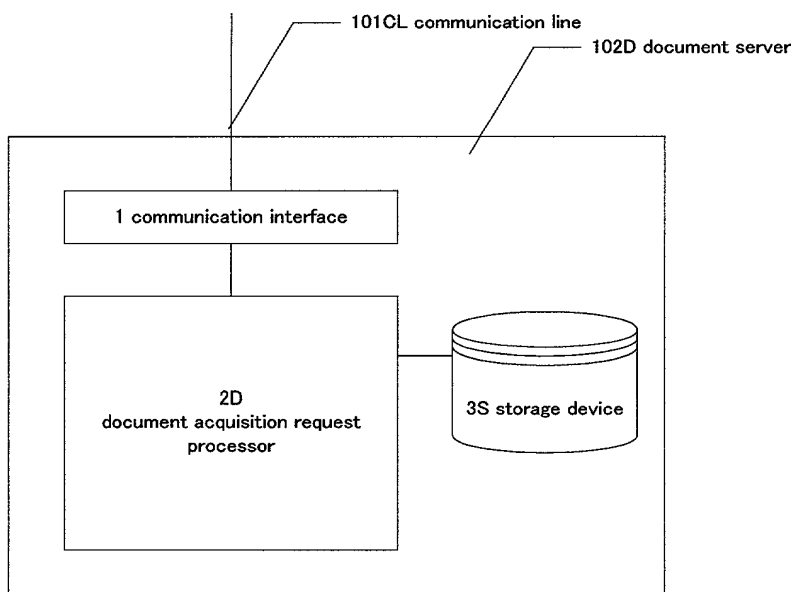 101CL communication line
102D document server
1 communication interface
2D
document acquisition request
processor
3S storage device